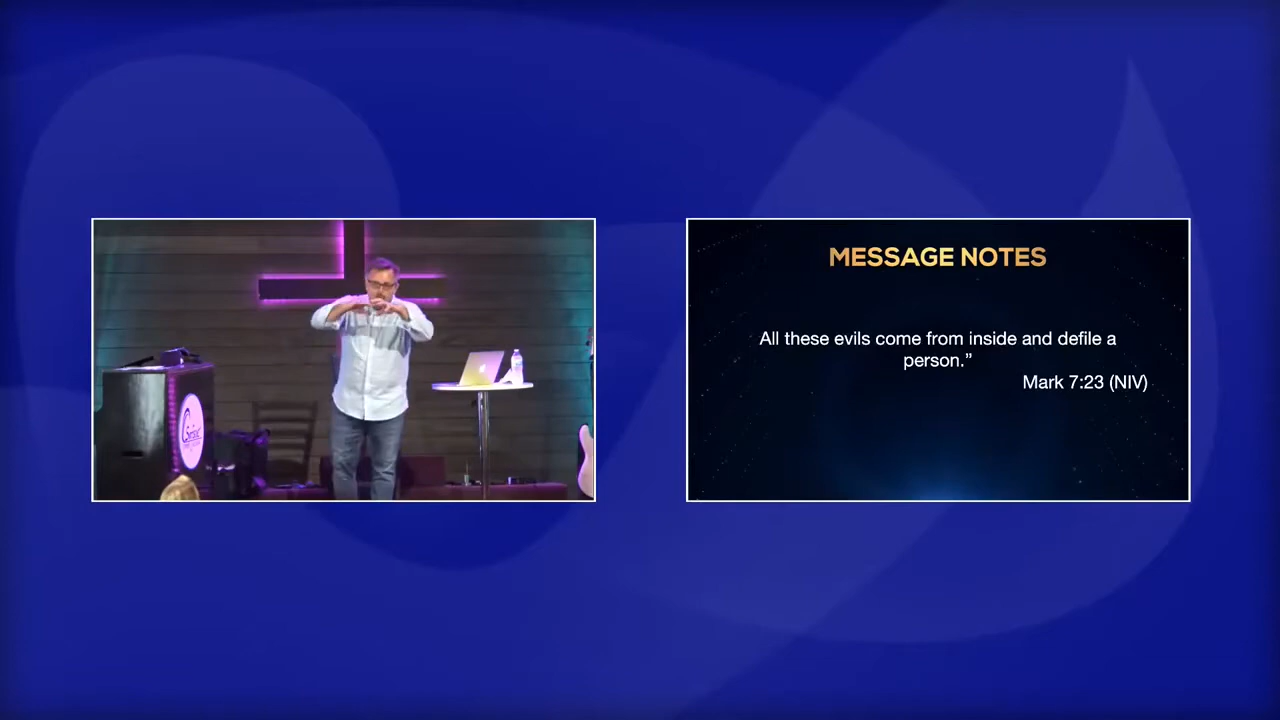 MESSAGE NOTES
All these evils come from inside and defile a
person.”
Mark 7:23 (NIV)